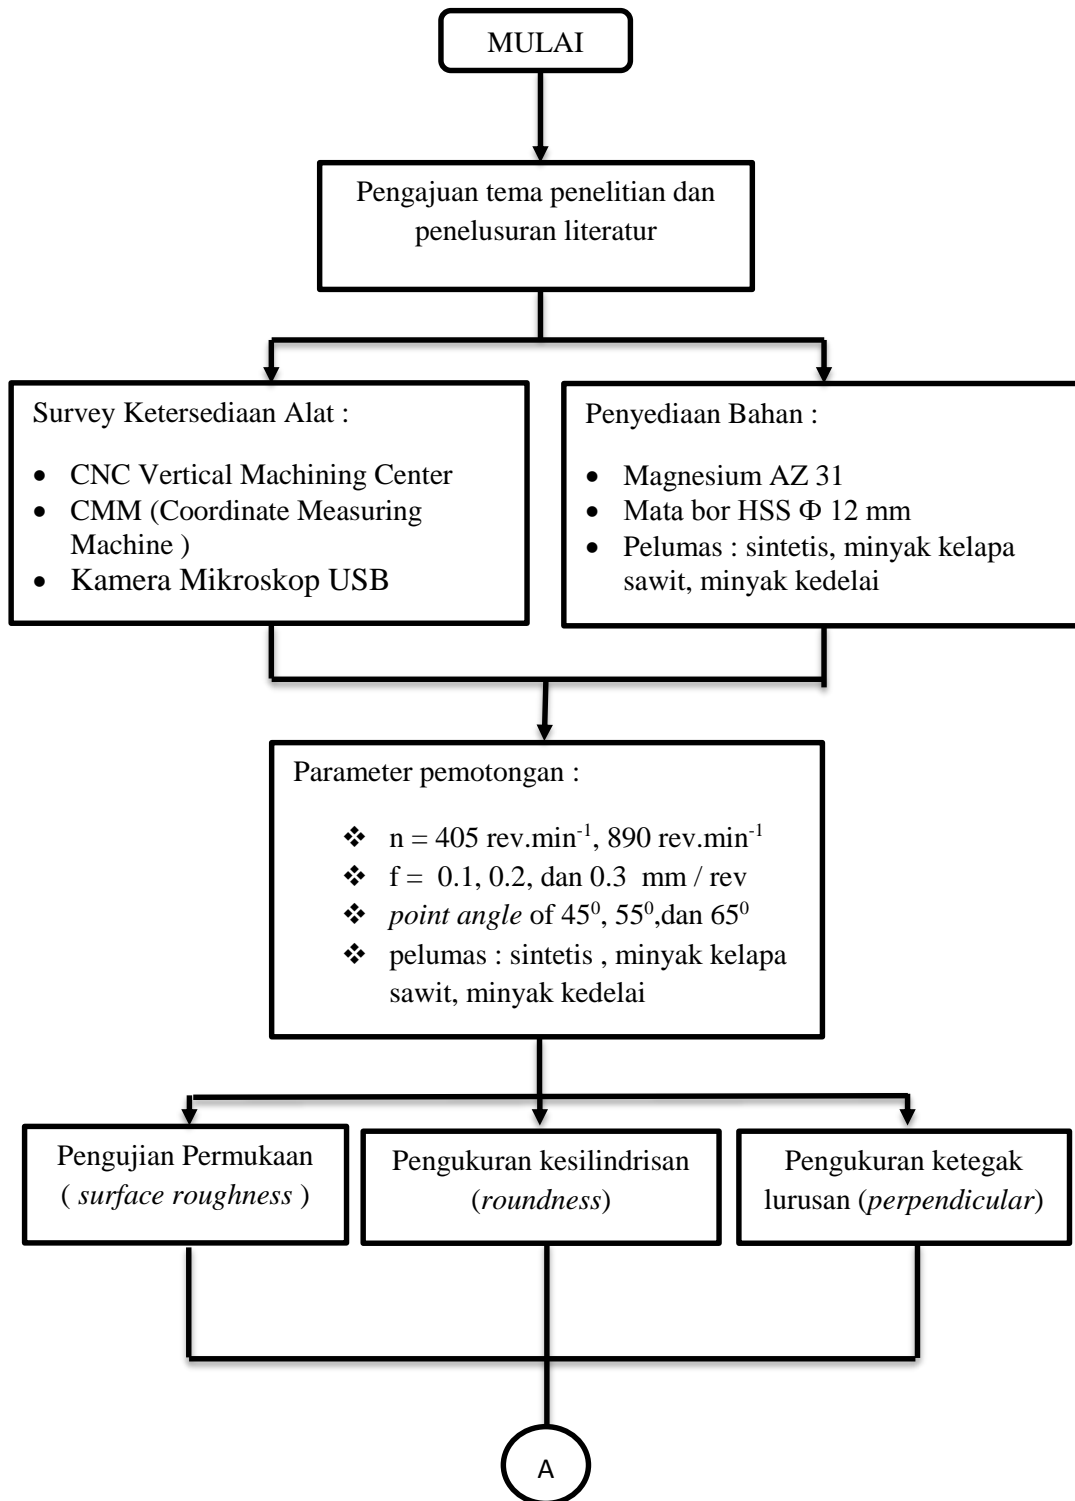 MULAI
Pengajuan tema penelitian dan
penelusuran literatur
Survey Ketersediaan Alat :
• CNC Vertical Machining Center
• CMM (Coordinate Measuring
Machine )
• Kamera Mikroskop USB
Penyediaan Bahan :
• Magnesium AZ 31
• Mata bor HSS Φ 12 mm
• Pelumas : sintetis, minyak kelapa
sawit, minyak kedelai
Parameter pemotongan :
❖ n = 405 rev.min⁻¹, 890 rev.min⁻¹
❖ f = 0.1, 0.2, dan 0.3 mm / rev
❖ point angle of 45⁰, 55⁰,dan 65⁰
❖ pelumas : sintetis , minyak kelapa
sawit, minyak kedelai
Pengujian Permukaan
( surface roughness )
Pengukuran kesilindrisan
(roundness)
Pengukuran ketegak
lurusan (perpendicular)
A